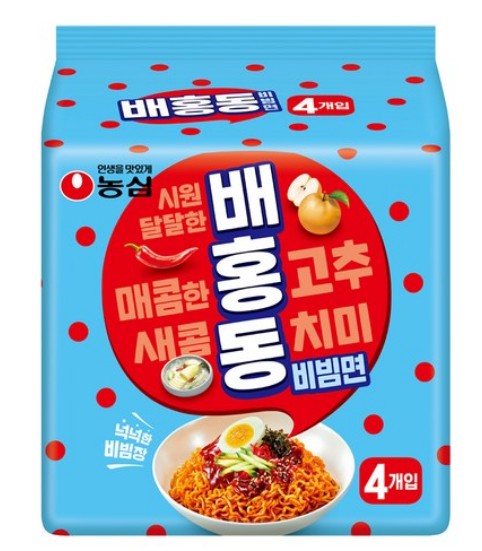 배홍동 비빔면 4개입
인생을 맛있게
농심
시원
달달한
배
매콤한 홍 고추
새콤 동 치미
비빔면
넉넉한
비빔장
4개입